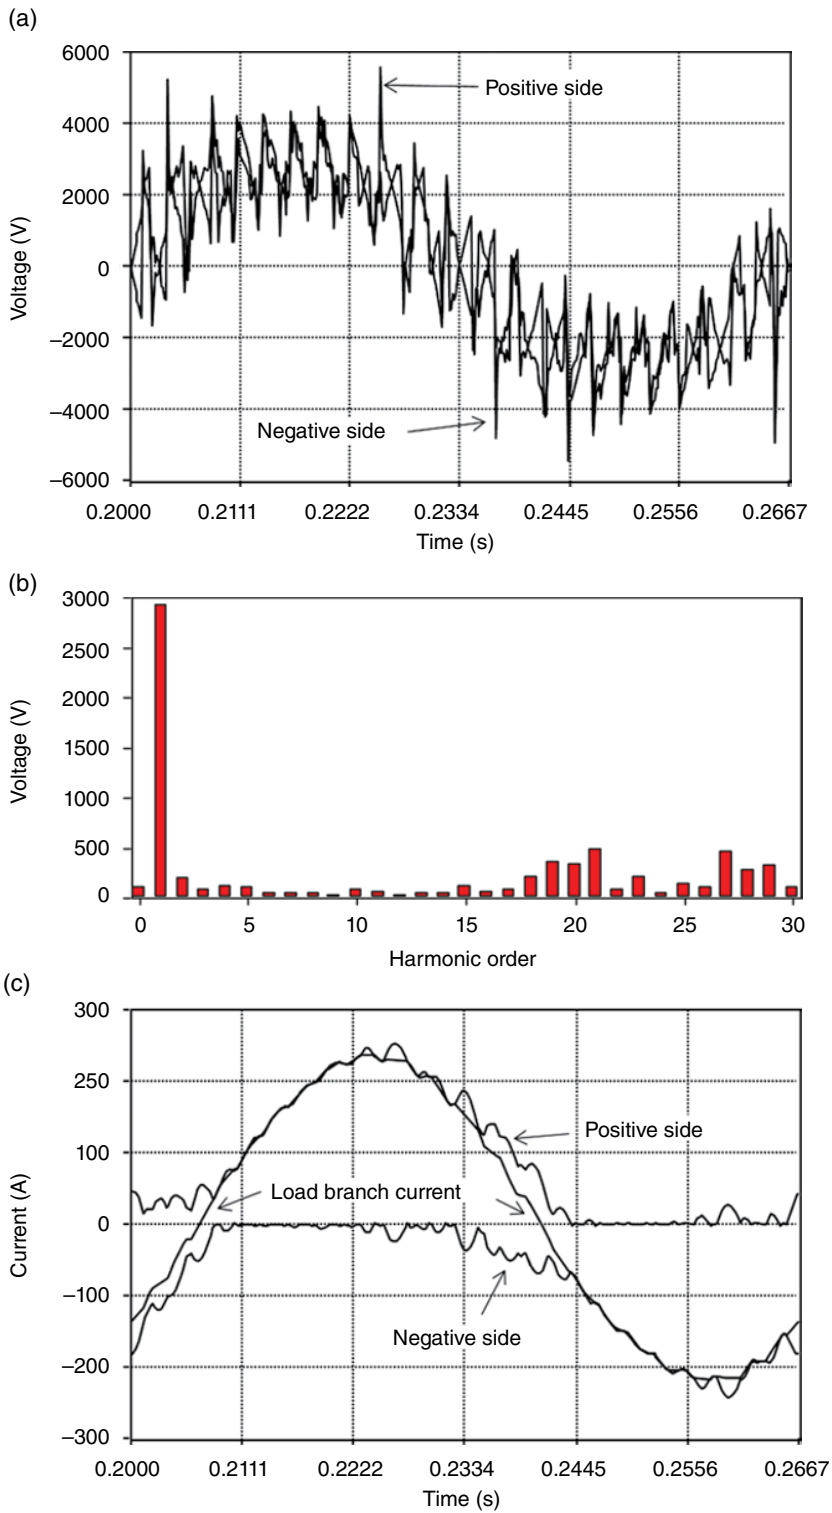 (a)
6000
Positive side
4000
2000
Voltage (V)
0
−2000
−4000
Negative side
−6000
0.2000 0.2111 0.2222 0.2334 0.2445 0.2556 0.2667
Time (s)
(b)
3000
2500
2000
Voltage (V)
1500
1000
500
0
0 5 10 15 20 25 30
Harmonic order
(c)
300
250
Positive side
100
Load branch current
Current (A)
0
−100
Negative side
−200
−300
0.2000 0.2111 0.2222 0.2334 0.2445 0.2556 0.2667
Time (s)